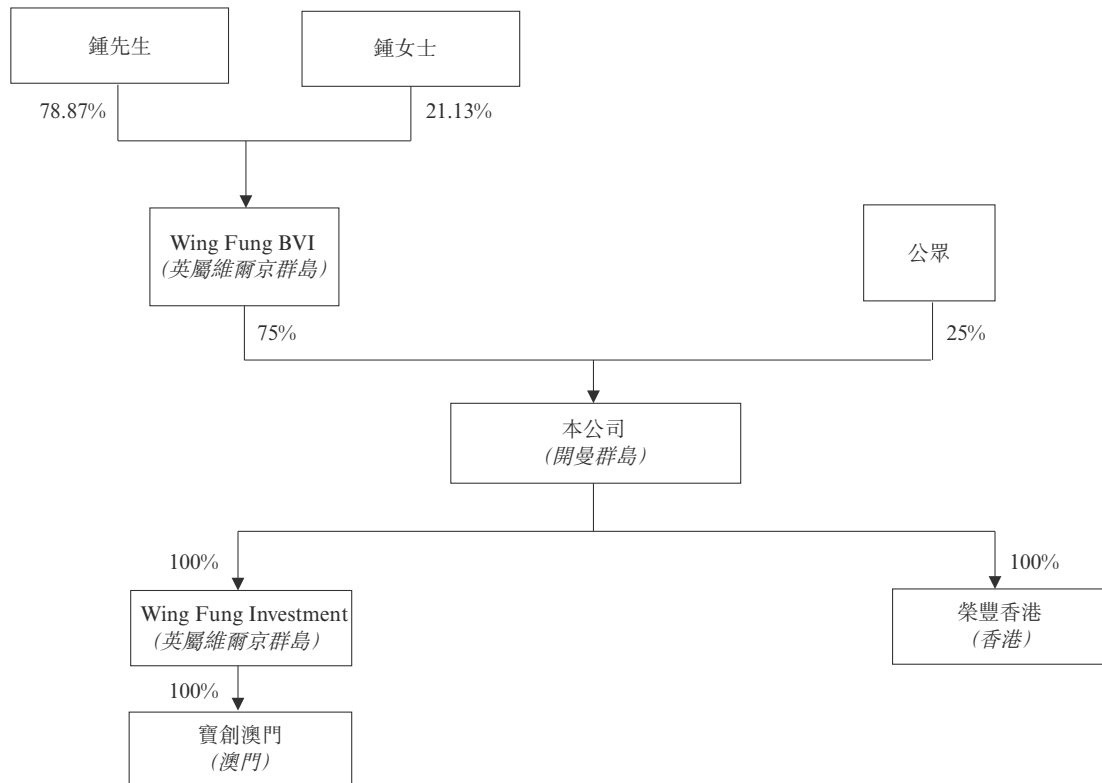 鍾先生
鍾女士
78.87%
21.13%
Wing Fung BVI
(英屬維爾京群島)
公眾
75%
25%
本公司
(開曼群島)
100%
100%
Wing Fung Investment
(英屬維爾京群島)
榮豐香港
(香港)
100%
寶創澳門
(澳門)